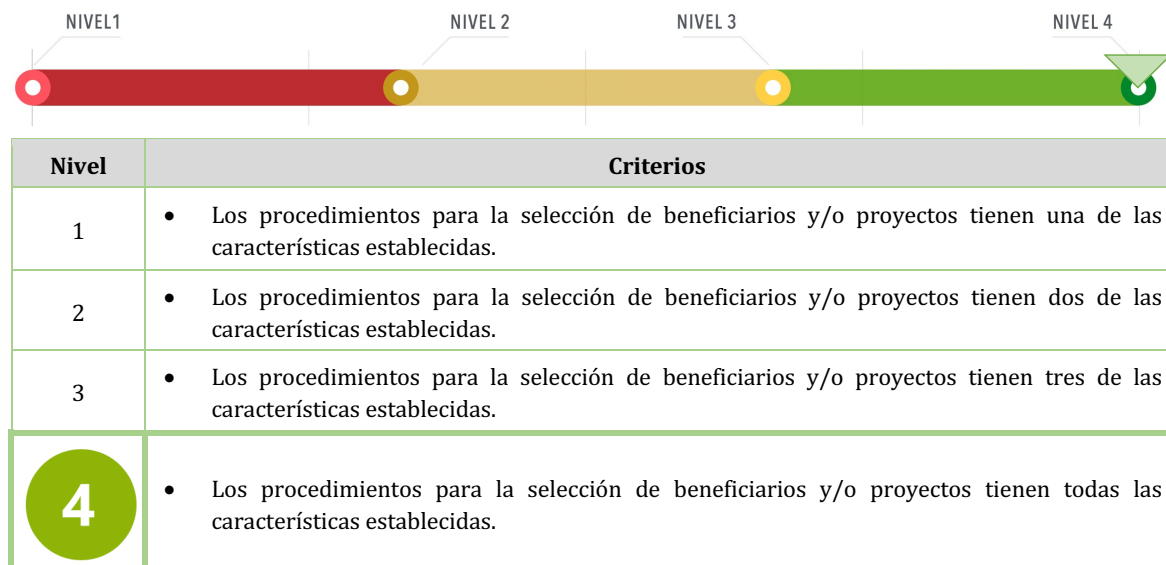 NIVEL1 NIVEL 2 NIVEL 3 NIVEL 4
Nivel Criterios
1 • Los procedimientos para la selección de beneficiarios y/o proyectos tienen una de las
características establecidas.
2 • Los procedimientos para la selección de beneficiarios y/o proyectos tienen dos de las
características establecidas.
3 • Los procedimientos para la selección de beneficiarios y/o proyectos tienen tres de las
características establecidas.
4 • Los procedimientos para la selección de beneficiarios y/o proyectos tienen todas las
características establecidas.